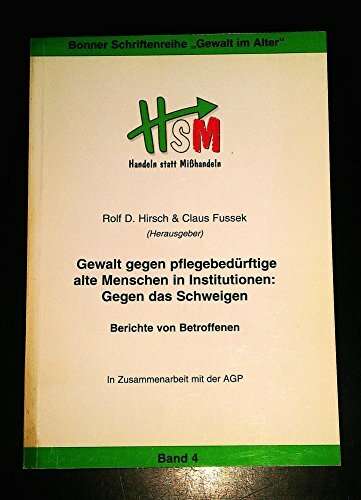 Bonner Schriftenreihe „Gewalt im Alter“
HSM
Handeln statt Mißhandeln
Rolf D. Hirsch & Claus Fussek
(Herausgeber)
Gewalt gegen pflegebedürftige
alte Menschen in Institutionen:
Gegen das Schweigen
Berichte von Betroffenen
In Zusammenarbeit mit der AGP
Band 4